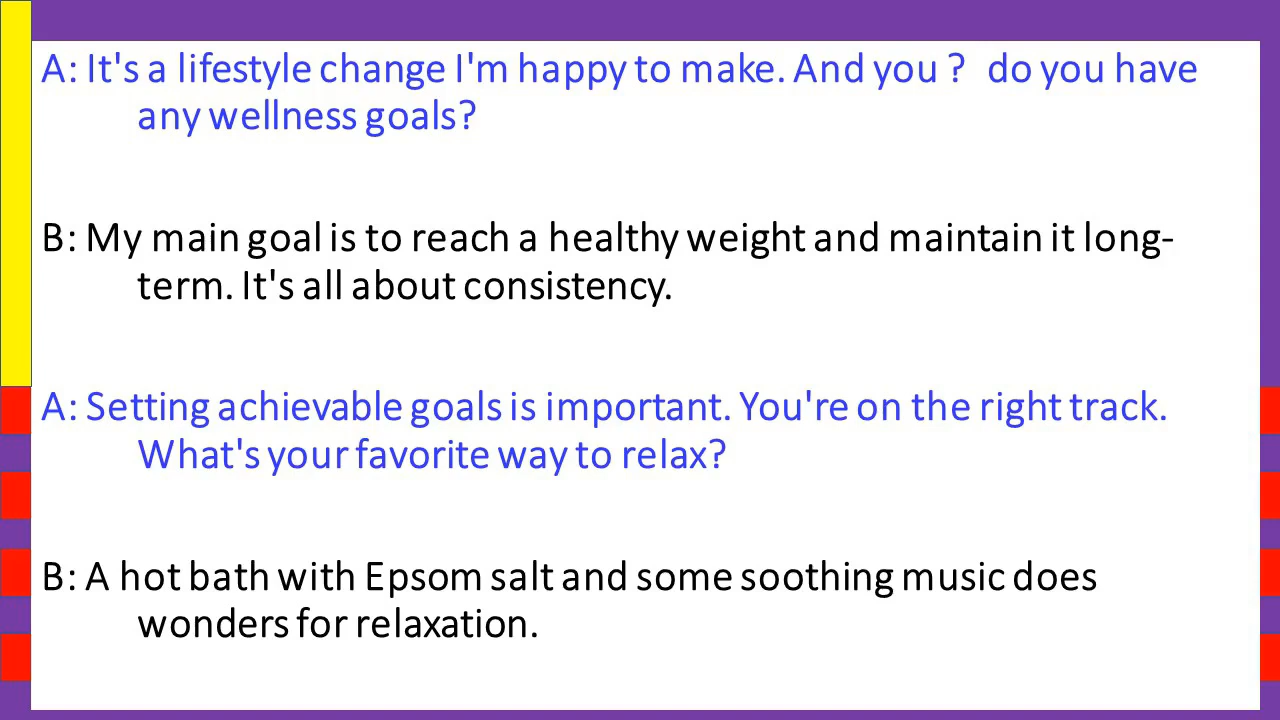 A: It's a lifestyle change I'm happy to make. And you ?  do you have
any wellness goals?
B: My main goal is to reach a healthy weight and maintain it long-
term. It's all about consistency.
A: Setting achievable goals is important. You're on the right track.
What's your favorite way to relax?
B: A hot bath with Epsom salt and some soothing music does
wonders for relaxation.